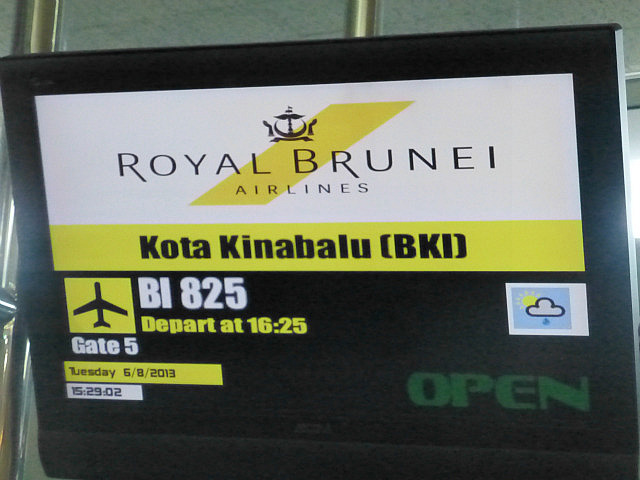 ROYAL BRUNEI
AIRLINES
Kota Kinabalu (BKI)
BI 825
Depart at 16:25
Gate 5
Tuesday 6/8/2013
15:29:02
OPEN